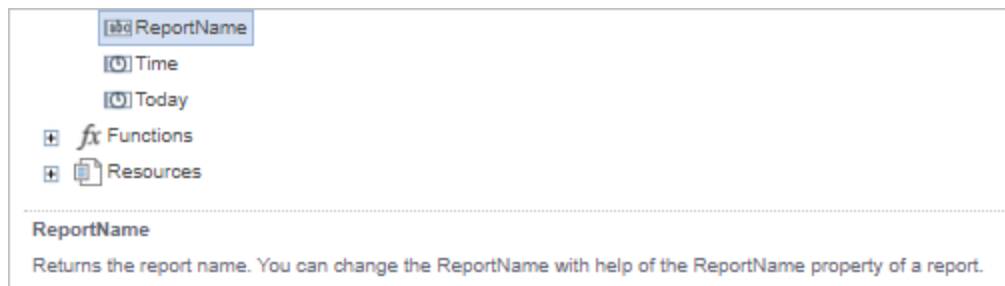 ReportName
Time
Today
Functions
Resources
ReportName
Returns the report name. You can change the ReportName with help of the ReportName property of a report.